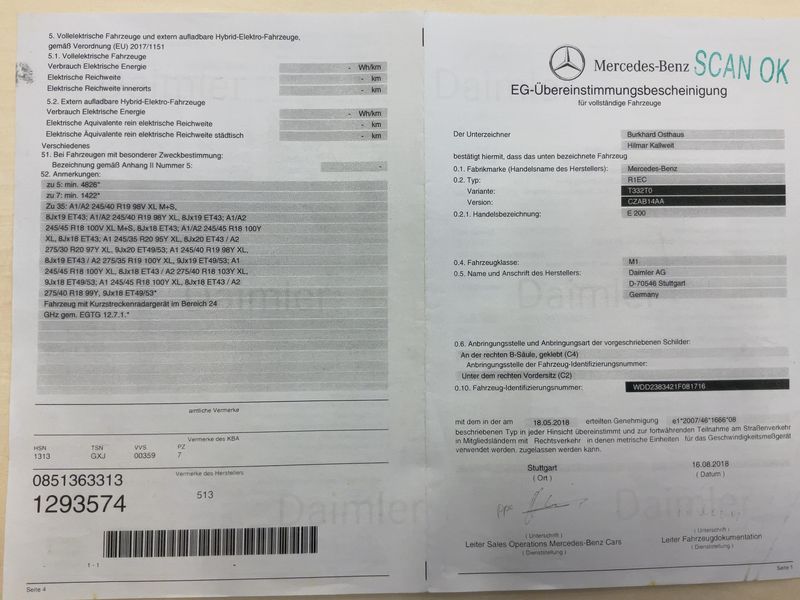 5. Vollelektrische Fahrzeuge und extern aufladbare Hybrid-Elektro-Fahrzeuge,
gemäß Verordnung (EU) 2017/1151
5.1. Vollelektrische Fahrzeuge
Verbrauch Elektrische Energie - Wh/km
Elektrische Reichweite - km
Elektrische Reichweite innerorts - km
5.2. Extern aufladbare Hybrid-Elektro-Fahrzeuge
Verbrauch Elektrische Energie - Wh/km
Elektrische Äquivalente rein elektrische Reichweite - km
Elektrische Äquivalente rein elektrische Reichweite städtisch - km
Verschiedenes
51. Bei Fahrzeugen mit besonderer Zweckbestimmung:
Bezeichnung gemäß Anhang II Nummer 5: -
52. Anmerkungen:
zu 5: min. 4826*
zu 7: min. 1422*
Zu 35: A1/A2 245/40 R19 98V XL M+S,
8Jx19 ET43; A1/A2 245/40 R19 98Y XL, 8Jx19 ET43; A1/A2
245/45 R18 100V XL M+S, 8Jx18 ET43; A1/A2 245/45 R18 100Y
XL, 8Jx18 ET43; A1 245/35 R20 95Y XL, 8Jx20 ET43 / A2
275/30 R20 97Y XL, 9Jx20 ET49/53; A1 245/40 R19 98Y XL,
8Jx19 ET43 / A2 275/35 R19 100Y XL, 9Jx19 ET49/53; A1
245/45 R18 100Y XL, 8Jx18 ET43 / A2 275/40 R18 103Y XL,
9Jx18 ET49/53; A1 245/45 R18 100Y XL, 8Jx18 ET43 / A2
275/40 R18 99Y, 9Jx18 ET49/53*
Fahrzeug mit Kurzstreckenradargerät im Bereich 24
GHz gem. EGTG 12.7.1.*
amtliche Vermerke
Vermerke des KBA
HSN TSN VVS PZ
1313 GXJ 00359 7
0851363313 Vermerke des Herstellers
1293574 513
- 1 - 1 -
Seite 4
Mercedes-Benz SCAN OK
EG-Übereinstimmungsbescheinigung
für vollständige Fahrzeuge
Der Unterzeichner Burkhard Osthaus
Hilmar Kallweit
bestätigt hiermit, dass das unten bezeichnete Fahrzeug
0.1. Fabrikmarke (Handelsname des Herstellers): Mercedes-Benz
0.2. Typ: R1EC
Variante: T332T0
Version: CZAB14AA
0.2.1. Handelsbezeichnung: E 200
0.4. Fahrzeugklasse: M1
0.5. Name und Anschrift des Herstellers: Daimler AG
D-70546 Stuttgart
Germany
0.6. Anbringungsstelle und Anbringungsart der vorgeschriebenen Schilder:
An der rechten B-Säule, geklebt (C4)
Anbringungsstelle der Fahrzeug-Identifizierungsnummer:
Unter dem rechten Vordersitz (C2)
0.10. Fahrzeug-Identifizierungsnummer: WDD2383421F081716
mit dem in der am 18.05.2018 erteilten Genehmigung e1*2007/46*1666*08
beschriebenen Typ in jeder Hinsicht übereinstimmt und zur fortwährenden Teilnahme am Straßenverkehr
in Mitgliedsländern mit Rechtsverkehr in denen metrische Einheiten für das Geschwindigkeitsmeßgerät
verwendet werden, zugelassen werden kann.
Stuttgart 16.08.2018
( Ort ) ( Datum )
( Unterschrift ) ( Unterschrift )
Leiter Sales Operations Mercedes-Benz Cars Leiter Fahrzeugdokumentation
( Dienststellung ) ( Dienststellung )
Seite 1